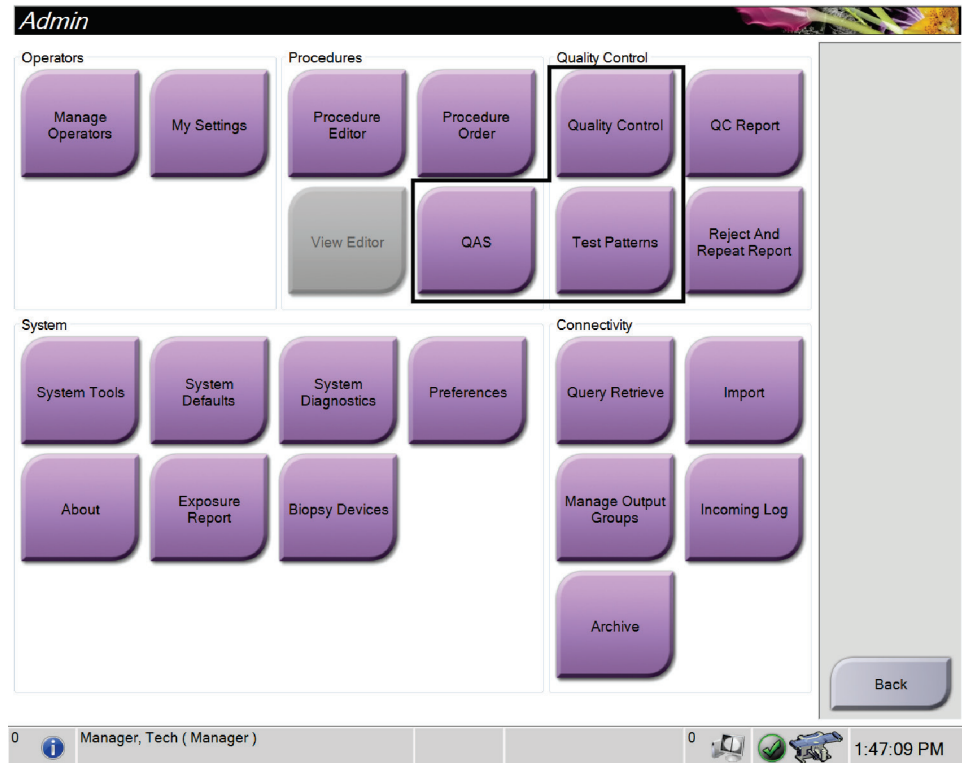 Admin
Operators
Procedures
Quality Control
Manage
Operators
My Settings
Procedure
Editor
Procedure
Order
Quality Control
QC Report
View Editor
QAS
Test Patterns
Reject And
Repeat Report
System
Connectivity
System Tools
System
Defaults
System
Diagnostics
Preferences
Query Retrieve
Import
About
Exposure
Report
Biopsy Devices
Manage Output
Groups
Incoming Log
Archive
Back
0
Manager, Tech ( Manager )
0
1:47:09 PM